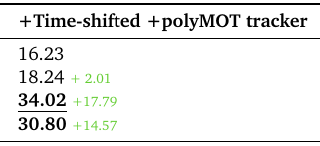 +Time-shifted +polyMOT tracker
16.23
18.24 + 2.01
34.02 +17.79
30.80 +14.57